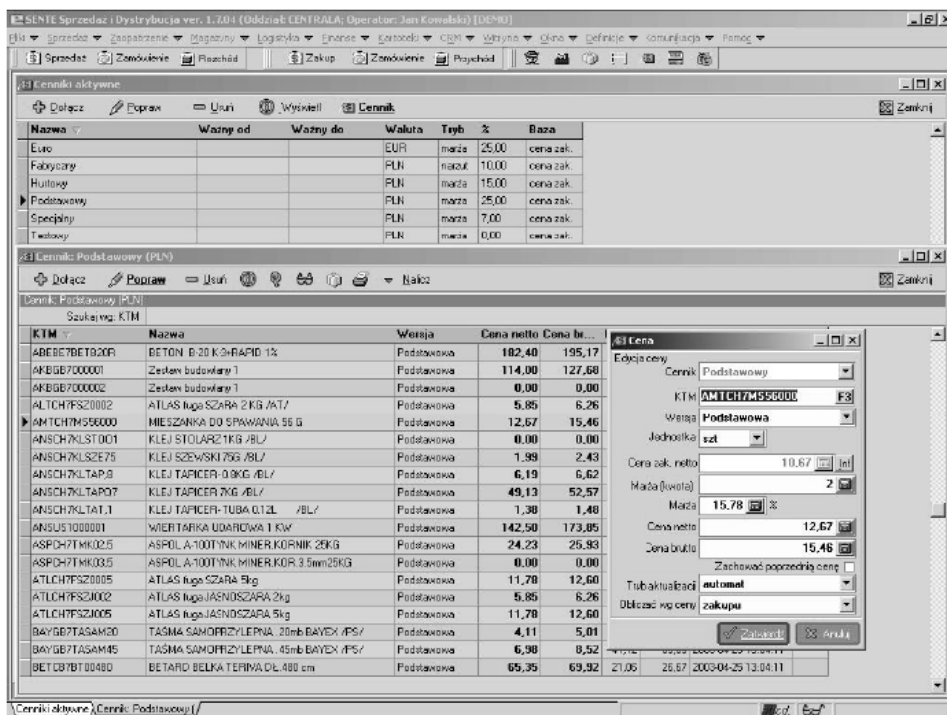 SENTE Sprzedaż i Dystrybucja ver. 1.7.04 (Oddział: CENTRALA; Operator: Jan Kowalski) [DEMO]
Pliki Sprzedaż Zaopatrzenie Magazyny Logistyka Finanse Kartoteki CRM Witryna Okna Definicje Komunikacja Pomoc
Sprzedaż Zamówienie Rozchód Zakup Zamówienie Przychód
Cenniki aktywne
Dołącz Popraw Usuń Wyświetl Cennik Zamknij
Nazwa Ważny od Ważny do Waluta Tryb % Baza
Euro EUR marża 25,00 cena zak.
Fabryczny PLN narzut 10,00 cena zak.
Hurtowy PLN marża 15,00 cena zak.
Podstawowy PLN marża 25,00 cena zak.
Specjalny PLN marża 7,00 cena zak.
Testowy PLN marża 0,00 cena zak.
Cennik: Podstawowy (PLN)
Dołącz Popraw Usuń Nalicz Zamknij
Cennik: Podstawowy (PLN)
Szukaj wg: KTM
KTM Nazwa Wersja Cena netto Cena br...
ABEBE7BETB20R BETON B-20 K-3+RAPID 1% Podstawowa 182,40 195,17
AKBGB7000001 Zestaw budowlany 1 Podstawowa 114,00 127,68
AKBGB7000002 Zestaw budowlany 1 Podstawowa 0,00 0,00
ALTCH7FSZ0002 ATLAS fuga SZARA 2 KG /AT/ Podstawowa 5,85 6,26
AMTCH7MS56000 MIESZANKA DO SPAWANIA 56 G Podstawowa 12,67 15,46
ANSCH7KLSTO01 KLEJ STOLARZ 1KG /BL/ Podstawowa 0,00 0,00
ANSCH7KLSZE75 KLEJ SZEWSKI 75G /BL/ Podstawowa 1,99 2,43
ANSCH7KLTAP,8 KLEJ TAPICER- 0.8KG /BL/ Podstawowa 6,19 6,62
ANSCH7KLTAP07 KLEJ TAPICER 7KG /BL/ Podstawowa 49,13 52,57
ANSCH7KLTAT,1 KLEJ TAPICER- TUBA 0.12L /BL/ Podstawowa 1,38 1,48
ANSUS1000001 WIERTARKA UDAROWA 1 KW Podstawowa 142,50 173,85
ASPCH7TMK02,5 ASPOL A-100TYNK MINER.KORNIK 25KG Podstawowa 24,23 25,93
ASPCH7TMK03,5 ASPOL A-100TYNK MINER.KOR.3.5mm25KG Podstawowa 0,00 0,00
ATLCH7FSZ0005 ATLAS fuga SZARA 5kg Podstawowa 11,78 12,60
ATLCH7FSZJ002 ATLAS fuga JASNOSZARA 2kg Podstawowa 5,85 6,26
ATLCH7FSZJ005 ATLAS fuga JASNOSZARA 5kg Podstawowa 11,78 12,60
BAYGB7TASAM20 TAŚMA SAMOPRZYLEPNA. 20mb BAYEX /PS/ Podstawowa 4,11 5,01
BAYGB7TASAM45 TAŚMA SAMOPRZYLEPNA. 45mb BAYEX /PS/ Podstawowa 6,98 8,52
BETCB7BT00480 BETARD BELKA TERIVA DŁ.480 cm Podstawowa 65,35 69,92 21,06 26,67 2003-04-25 13:04:11
Cena
Edycja ceny
Cennik Podstawowy
KTM AMTCH7MS56000 F3
Wersja Podstawowa
Jednostka szt
Cena zak. netto 10,67 Inf
Marża (kwota) 2
Marża 15,78 %
Cena netto 12,67
Cena brutto 15,46
Zachować poprzednią cenę
Tryb aktualizacji automat
Obliczać wg ceny zakupu
Zatwierdź Anuluj
Cenniki aktywne Cennik: Podstawowy (